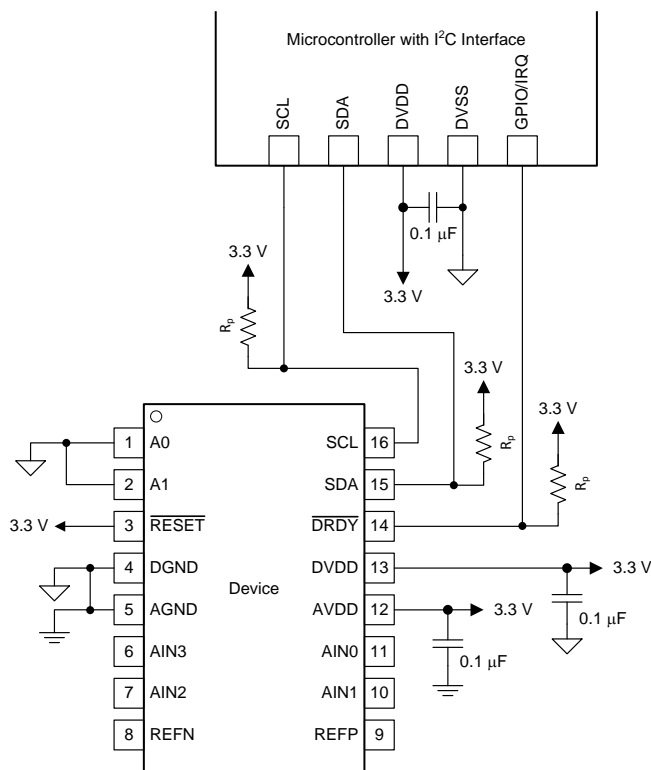 Microcontroller with I²C Interface
SCL
SDA
DVDD
DVSS
GPIO/IRQ
0.1 μF
3.3 V
3.3 V
Rp
3.3 V
Rp
3.3 V
Rp
1 A0
2 A1
3.3 V
3 RESET
4 DGND
5 AGND
6 AIN3
7 AIN2
8 REFN
Device
SCL 16
SDA 15
DRDY 14
DVDD 13
3.3 V
0.1 μF
AVDD 12
3.3 V
0.1 μF
AIN0 11
AIN1 10
REFP 9